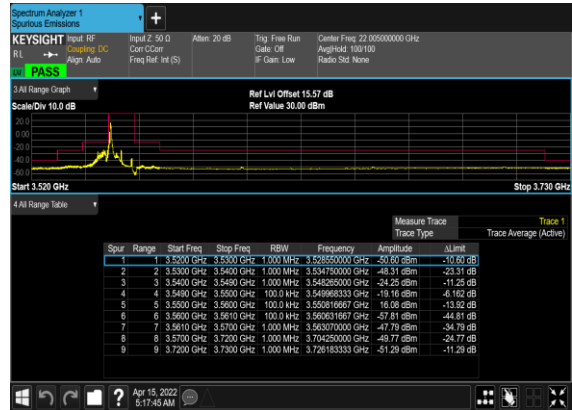 Spectrum Analyzer 1
Spurious Emissions
+
KEYSIGHT Input: RF Input Z: 50 Ω Atten: 20 dB Trig: Free Run Center Freq: 22.005000000 GHz
RL Coupling: DC Corr CCorr Gate: Off Avg|Hold: 100/100
Align: Auto Freq Ref: Int (S) IF Gain: Low Radio Std: None
PASS
3 All Range Graph
Ref Lvl Offset 15.57 dB
Scale/Div 10.0 dB Ref Value 30.00 dBm
20.0
0.00
-20.0
-40.0
-60.0
Start 3.520 GHz Stop 3.730 GHz
4 All Range Table
Measure Trace Trace 1
Trace Type Trace Average (Active)
Spur Range Start Freq Stop Freq RBW Frequency Amplitude ΔLimit
1 1 3.5200 GHz 3.5300 GHz 1.000 MHz 3.528550000 GHz -50.60 dBm -10.60 dB
2 2 3.5300 GHz 3.5400 GHz 1.000 MHz 3.534750000 GHz -48.31 dBm -23.31 dB
3 3 3.5400 GHz 3.5490 GHz 1.000 MHz 3.548265000 GHz -24.25 dBm -11.25 dB
4 4 3.5490 GHz 3.5500 GHz 100.0 kHz 3.549968333 GHz -19.16 dBm -6.162 dB
5 5 3.5500 GHz 3.5600 GHz 100.0 kHz 3.550816667 GHz 16.08 dBm -13.92 dB
6 6 3.5600 GHz 3.5610 GHz 100.0 kHz 3.560631667 GHz -57.81 dBm -44.81 dB
7 7 3.5610 GHz 3.5700 GHz 1.000 MHz 3.563070000 GHz -47.79 dBm -34.79 dB
8 8 3.5700 GHz 3.7200 GHz 1.000 MHz 3.704250000 GHz -49.77 dBm -24.77 dB
9 9 3.7200 GHz 3.7300 GHz 1.000 MHz 3.726183333 GHz -51.29 dBm -11.29 dB
? Apr 15, 2022
5:17:45 AM